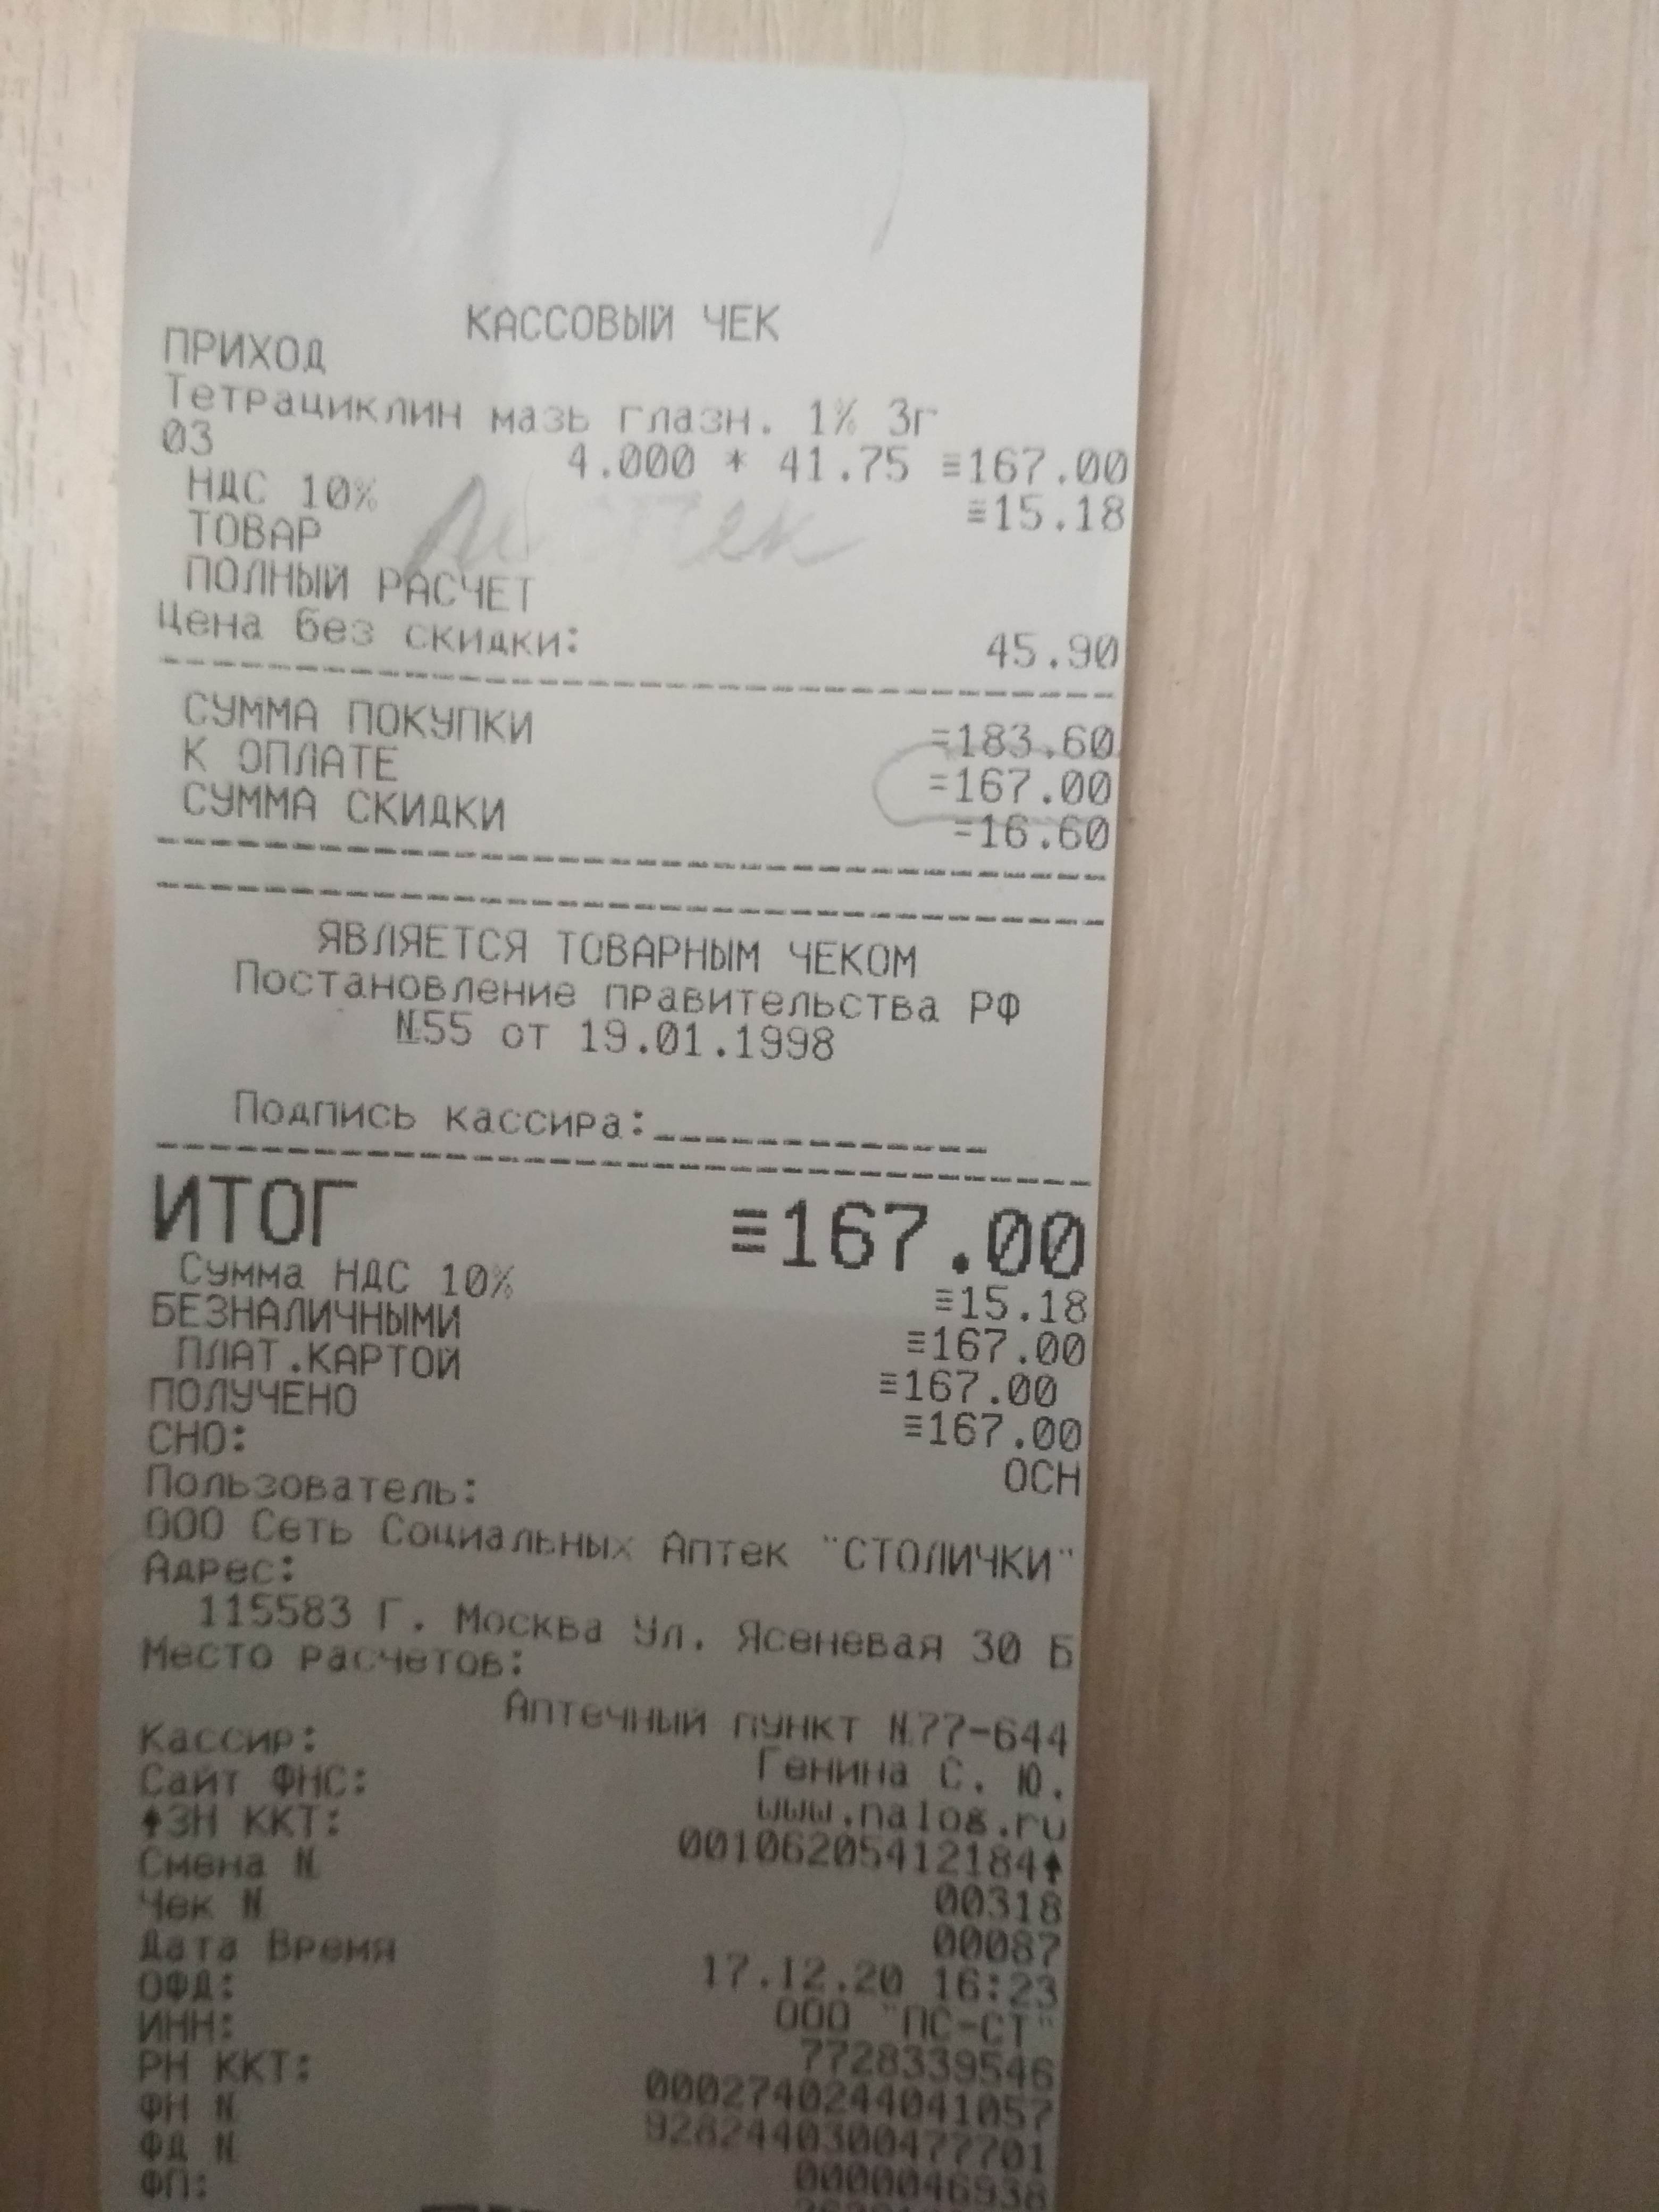 КАССОВЫЙ ЧЕК
ПРИХОД
Тетрациклин мазь глазн. 1% 3г
03
4.000 * 41.75 ≡167.00
НДС 10% ≡15.18
ТОВАР
ПОЛНЫЙ РАСЧЕТ
Цена без скидки: 45.90
СУММА ПОКУПКИ =183.60
К ОПЛАТЕ =167.00
СУММА СКИДКИ =16.60
ЯВЛЯЕТСЯ ТОВАРНЫМ ЧЕКОМ
Постановление правительства РФ
№55 от 19.01.1998
Подпись кассира:
ИТОГ ≡167.00
Сумма НДС 10% ≡15.18
БЕЗНАЛИЧНЫМИ ≡167.00
ПЛАТ.КАРТОЙ ≡167.00
ПОЛУЧЕНО ≡167.00
СНО: ОСН
Пользователь:
ООО Сеть Социальных Аптек "СТОЛИЧКИ"
Адрес:
115583 Г. Москва Ул. Ясеневая 30 Б
Место расчетов:
Аптечный пункт №77-644
Кассир: Генина С. Ю.
Сайт ФНС: www.nalog.ru
ЗН ККТ: 00106205412184
Смена № 00318
Чек № 00087
Дата Время 17.12.20 16:23
ОФД: ООО "ПС-СТ"
ИНН: 7728339546
РН ККТ: 0002740244041057
ФН № 9282440300477701
ФД № 0000046938
ФП: